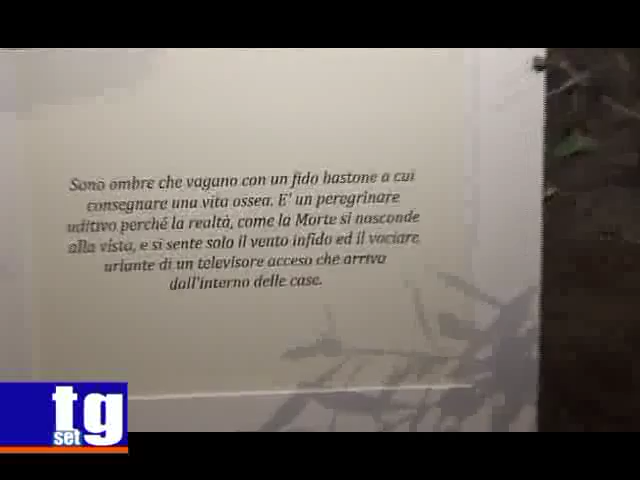 Sono ombre che vagano con un fido bastone a cui
consegnare una vita ossea. E' un peregrinare
uditivo perché la realtà, come la Morte si nasconde
alla vista, e si sente solo il vento infido ed il vociare
urlante di un televisore acceso che arriva
dall'interno delle case.
tg
set